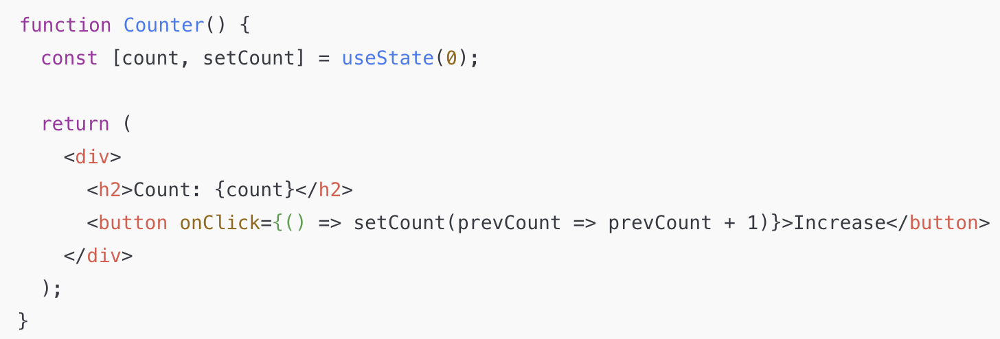 function Counter() {
  const [count, setCount] = useState(0);

  return (
    <div>
      <h2>Count: {count}</h2>
      <button onClick={() => setCount(prevCount => prevCount + 1)}>Increase</button>
    </div>
  );
}